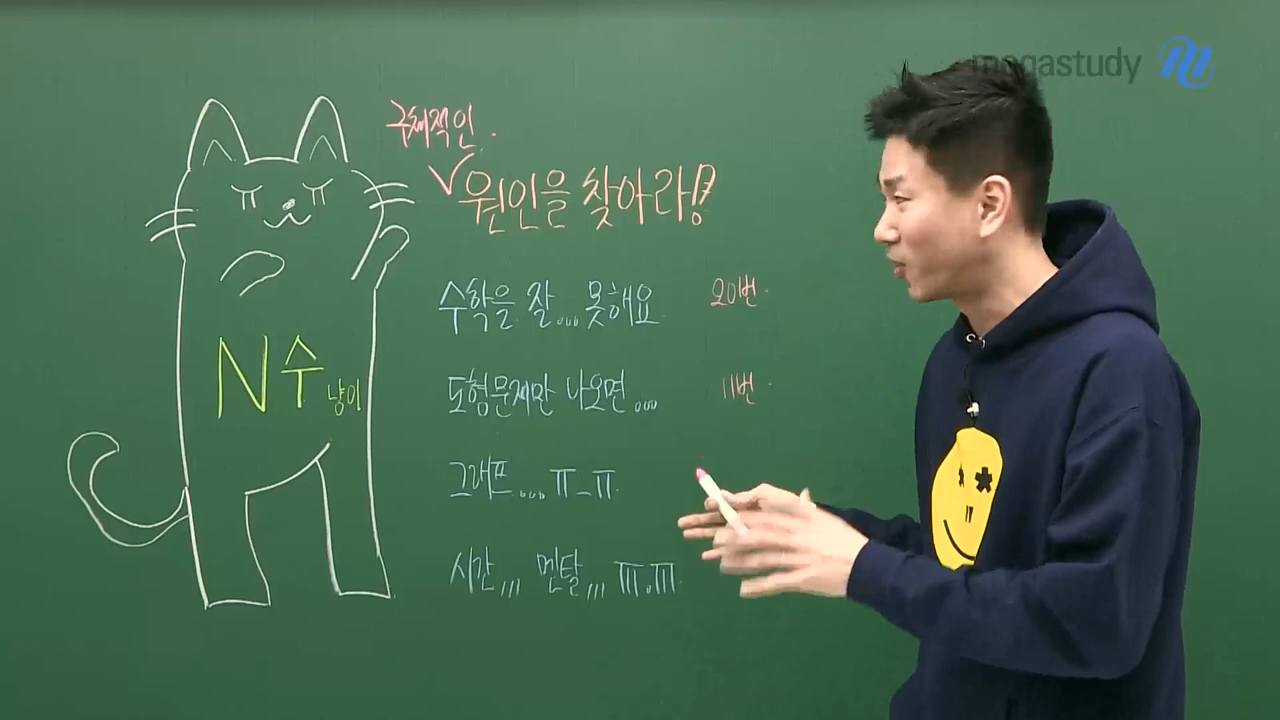 megastudy
구체적인.
✓원인을 찾아라!
수학을 잘... 못해요 20번.
도형문제만 나오면... 11번.
그래프... ㅠ_ㅠ.
시간,,, 멘탈,,, ㅠㅠ.ㅠㅠ.
N수냥이